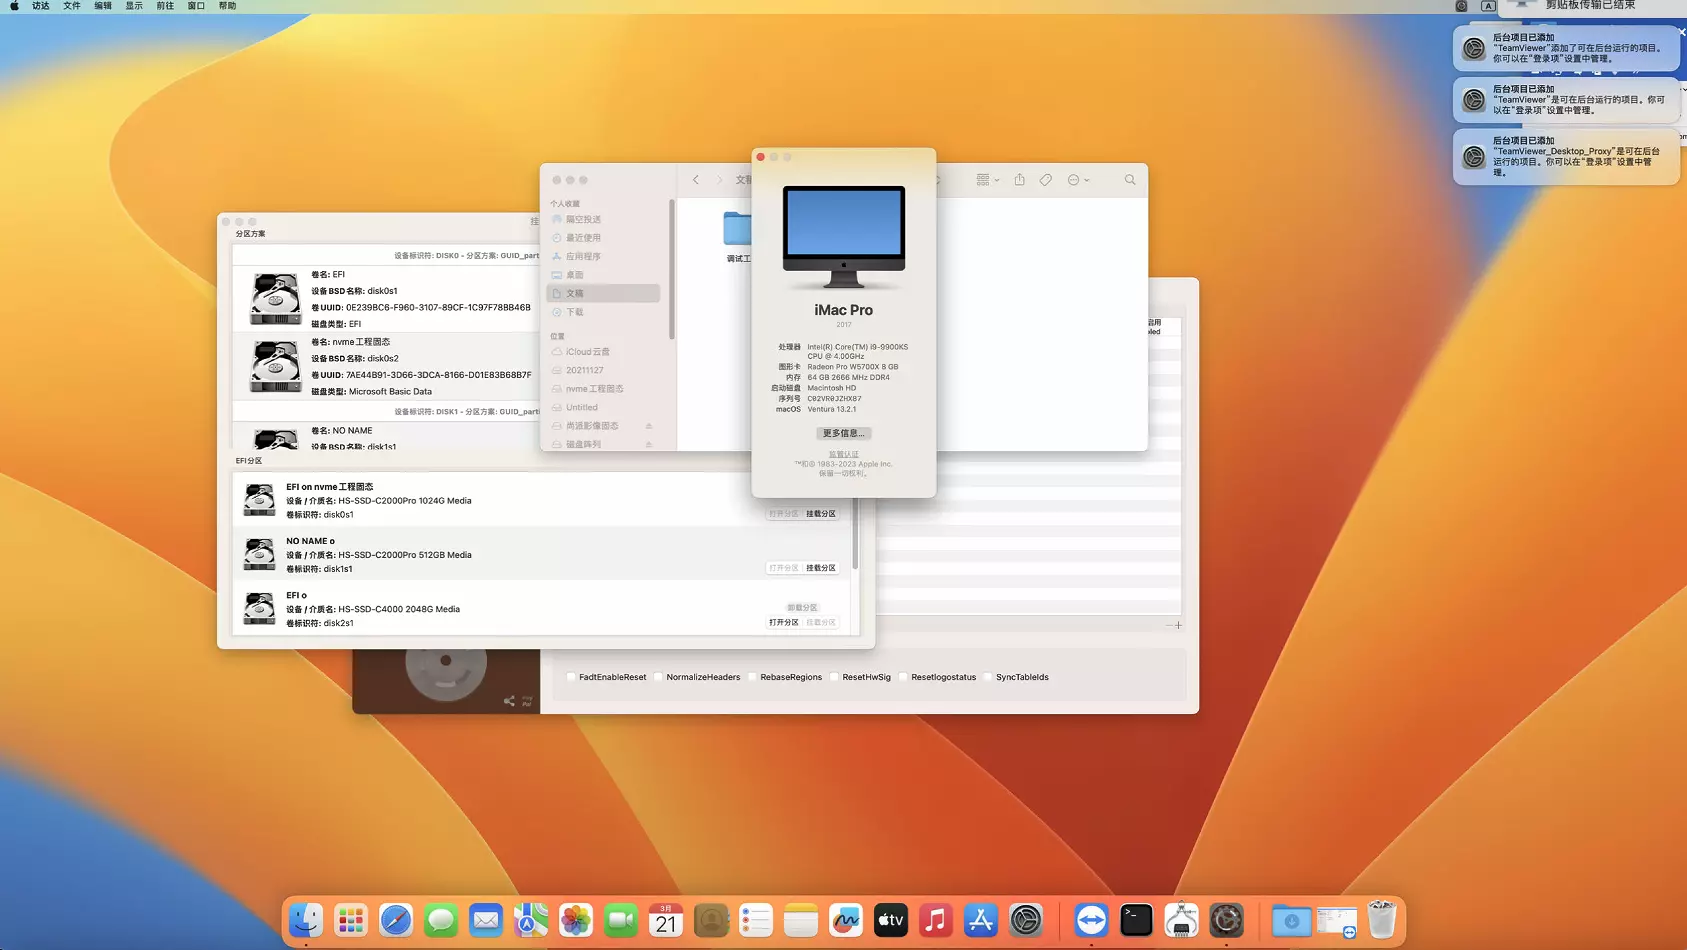 访达 文件 编辑 显示 前往 窗口 帮助
A
剪贴板传输已结束
后台项目已添加
“TeamViewer”添加了可在后台运行的项目。
你可以在“登录项”设置中管理。
后台项目已添加
“TeamViewer”是可在后台运行的项目。你可
以在“登录项”设置中管理。
后台项目已添加
“TeamViewer_Desktop_Proxy”是可在后台
运行的项目。你可以在“登录项”设置中管
理。
分区方案
设备标识符: DISK0 - 分区方案: GUID_parti
卷名: EFI
设备 BSD 名称: disk0s1
卷 UUID: 0E239BC6-F960-3107-89CF-1C97F78BB46B
磁盘类型: EFI
卷名: nvme工程固态
设备 BSD 名称: disk0s2
卷 UUID: 7AE44B91-3D66-3DCA-8166-D01E83B68B7F
磁盘类型: Microsoft Basic Data
设备标识符: DISK1 - 分区方案: GUID_parti
卷名: NO NAME
设备 BSD 名称: disk1s1
EFI分区
EFI on nvme工程固态
设备 / 介质名: HS-SSD-C2000Pro 1024G Media
卷标识符: disk0s1
打开分区 挂载分区
NO NAME o
设备 / 介质名: HS-SSD-C2000Pro 512GB Media
卷标识符: disk1s1
打开分区 挂载分区
EFI o
设备 / 介质名: HS-SSD-C4000 2048G Media
卷标识符: disk2s1
卸载分区
打开分区 挂载分区
个人收藏
隔空投送
最近使用
应用程序
桌面
文稿
下载
位置
iCloud 云盘
20211127
nvme 工程固态
Untitled
尚派影像固态
磁盘阵列
文稿
调试工
iMac Pro
2017
处理器 Intel(R) Core(TM) i9-9900KS
CPU @ 4.00GHz
图形卡 Radeon Pro W5700X 8 GB
内存 64 GB 2666 MHz DDR4
启动磁盘 Macintosh HD
序列号 C02VR0JZHX87
macOS Ventura 13.2.1
更多信息...
监管认证
™和© 1983-2023 Apple Inc.
保留一切权利。
启用
FadtEnableReset NormalizeHeaders RebaseRegions ResetHwSig Resetlogostatus SyncTableIds
3月
21
tv